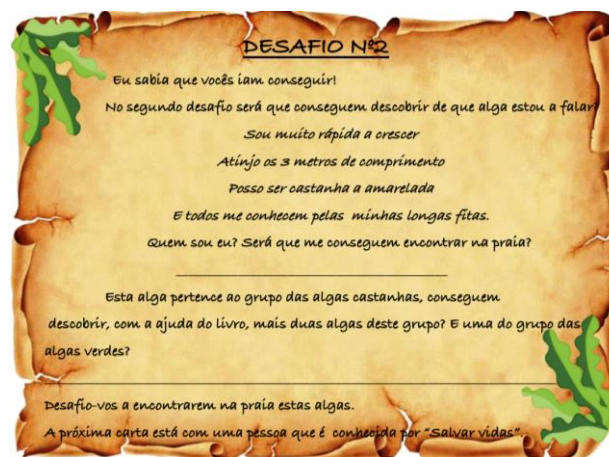 DESAFIO Nº2
Eu sabia que vocês iam conseguir!
No segundo desafio será que conseguem descobrir de que alga estou a falar?
Sou muito rápida a crescer
Atinjo os 3 metros de comprimento
Posso ser castanha a amarelada
E todos me conhecem pelas minhas longas fitas.
Quem sou eu? Será que me conseguem encontrar na praia?
Esta alga pertence ao grupo das algas castanhas, conseguem
descobrir, com a ajuda do livro, mais duas algas deste grupo? E uma do grupo das
algas verdes?
Desafio-vos a encontrarem na praia estas algas.
A próxima carta está com uma pessoa que é conhecida por "Salvar vidas"